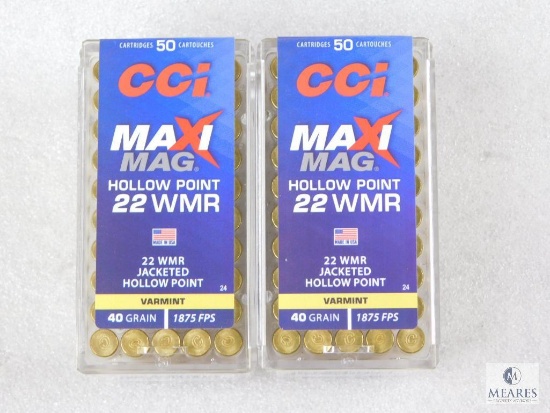 CARTRIDGES 50 CARTOUCHES
CCI
MAXI
MAG®
HOLLOW POINT
22 WMR
MADE IN USA
22 WMR
JACKETED
HOLLOW POINT
24
VARMINT
40 GRAIN 1875 FPS
CARTRIDGES 50 CARTOUCHES
CCI
MAXI
MAG®
HOLLOW POINT
22 WMR
MADE IN USA
22 WMR
JACKETED
HOLLOW POINT
24
VARMINT
40 GRAIN 1875 FPS
M
MEARES